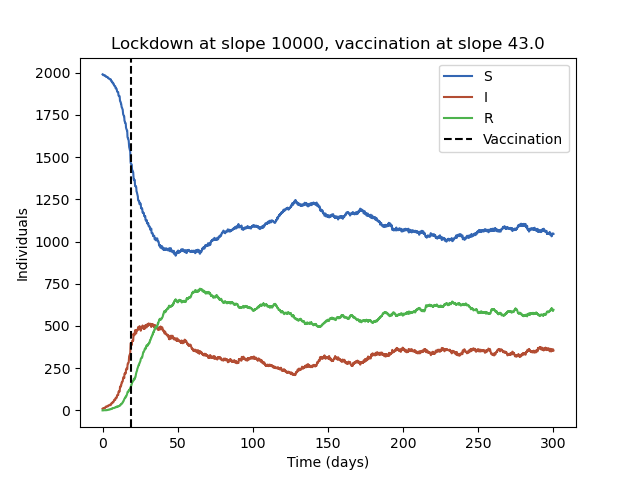 Lockdown at slope 10000, vaccination at slope 43.0
2000
1750
1500
1250
1000
750
500
250
0
Individuals
S
I
R
Vaccination
0 50 100 150 200 250 300
Time (days)